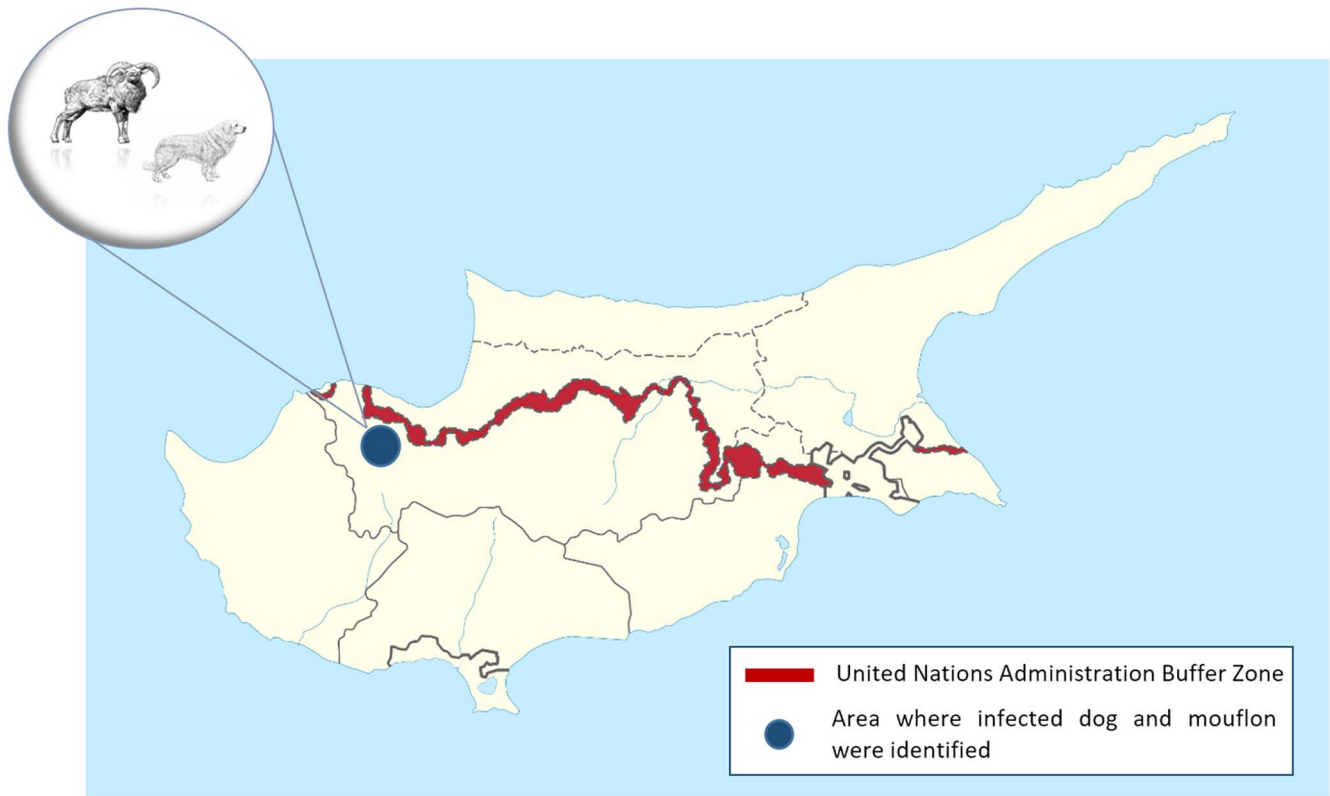 United Nations Administration Buffer Zone
Area where infected dog and mouflon
were identified